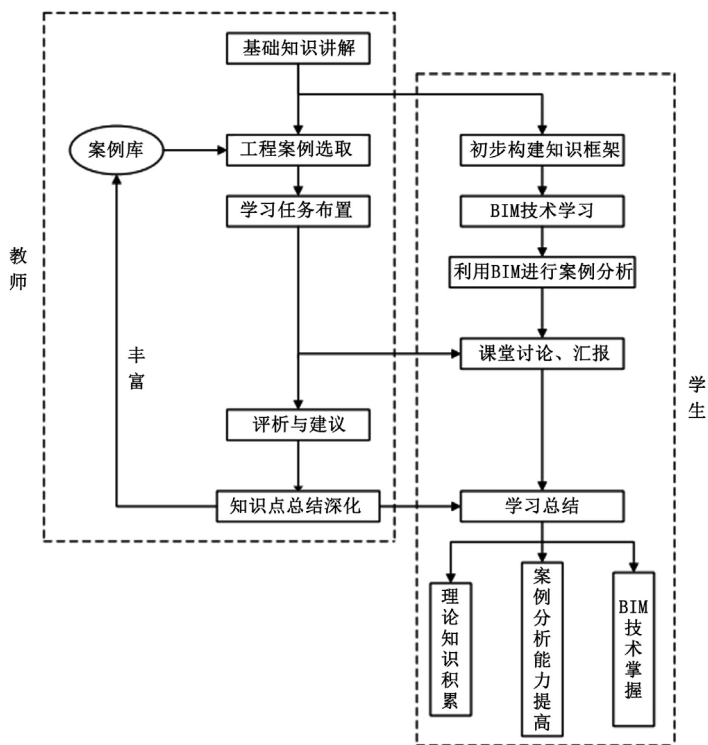 基础知识讲解
案例库
工程案例选取
初步构建知识框架
学习任务布置
BIM技术学习
教师
利用BIM进行案例分析
丰富
课堂讨论、汇报
学生
评析与建议
知识点总结深化
学习总结
理论知识积累
案例分析能力提高
BIM技术掌握